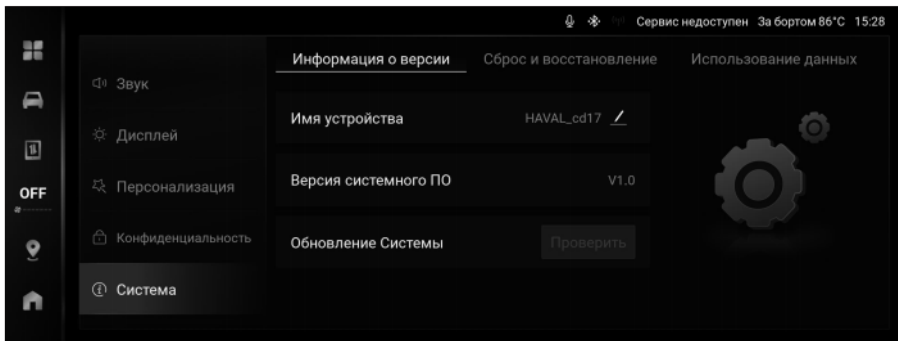 Сервис недоступен За бортом 86°C 15:28
Информация о версии Сброс и восстановление Использование данных
Звук
Имя устройства HAVAL_cd17
Дисплей
Версия системного ПО V1.0
Персонализация
OFF
Конфиденциальность
Обновление Системы Проверить
Система